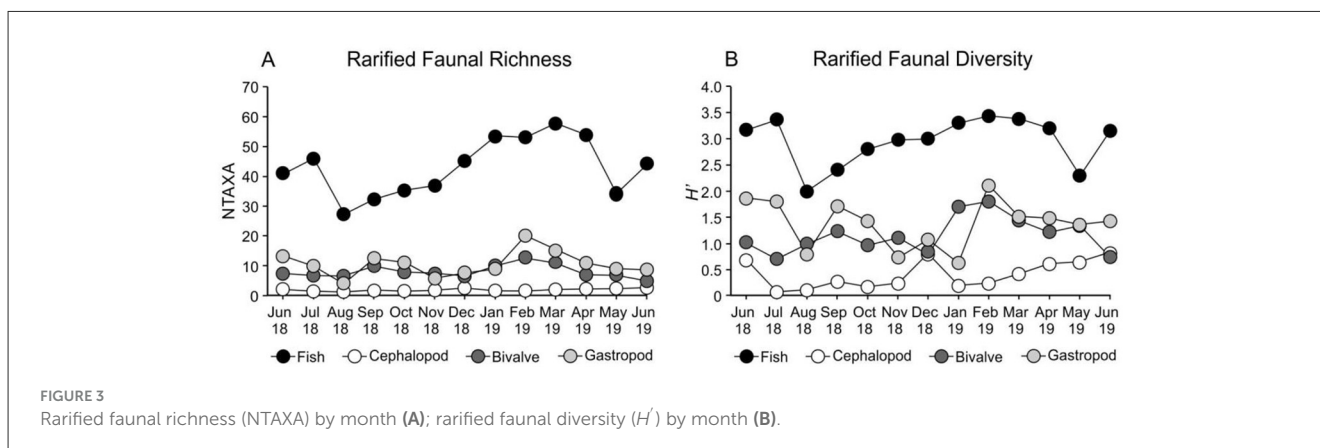 A Rarified Faunal Richness
70
60
50
40
30
20
10
0
NTAXA
Jun Jul Aug Sep Oct Nov Dec Jan Feb Mar Apr May Jun
18 18 18 18 18 18 18 19 19 19 19 19 19
Fish Cephalopod Bivalve Gastropod
B Rarified Faunal Diversity
4.0
3.5
3.0
2.5
2.0
1.5
1.0
0.5
0
H'
Jun Jul Aug Sep Oct Nov Dec Jan Feb Mar Apr May Jun
18 18 18 18 18 18 18 19 19 19 19 19 19
Fish Cephalopod Bivalve Gastropod
FIGURE 3
Rarified faunal richness (NTAXA) by month (A); rarified faunal diversity (H′) by month (B).